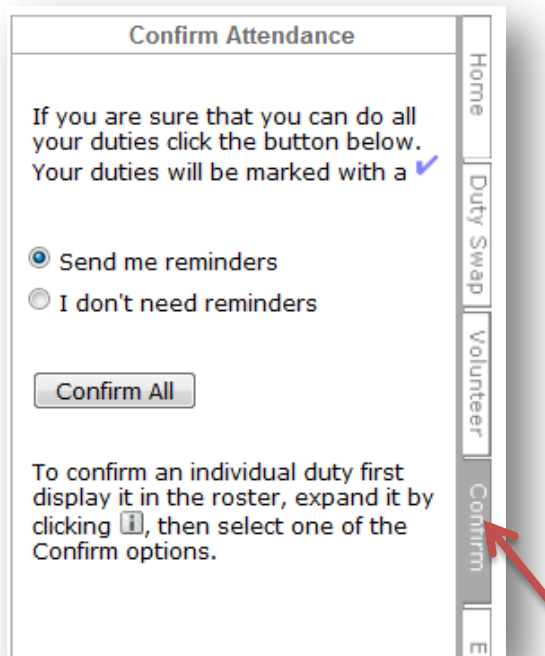 Confirm Attendance
If you are sure that you can do all
your duties click the button below.
Your duties will be marked with a ✔
Send me reminders
I don't need reminders
Confirm All
To confirm an individual duty first
display it in the roster, expand it by
clicking i, then select one of the
Confirm options.
Home
Duty Swap
Volunteer
Confirm
E